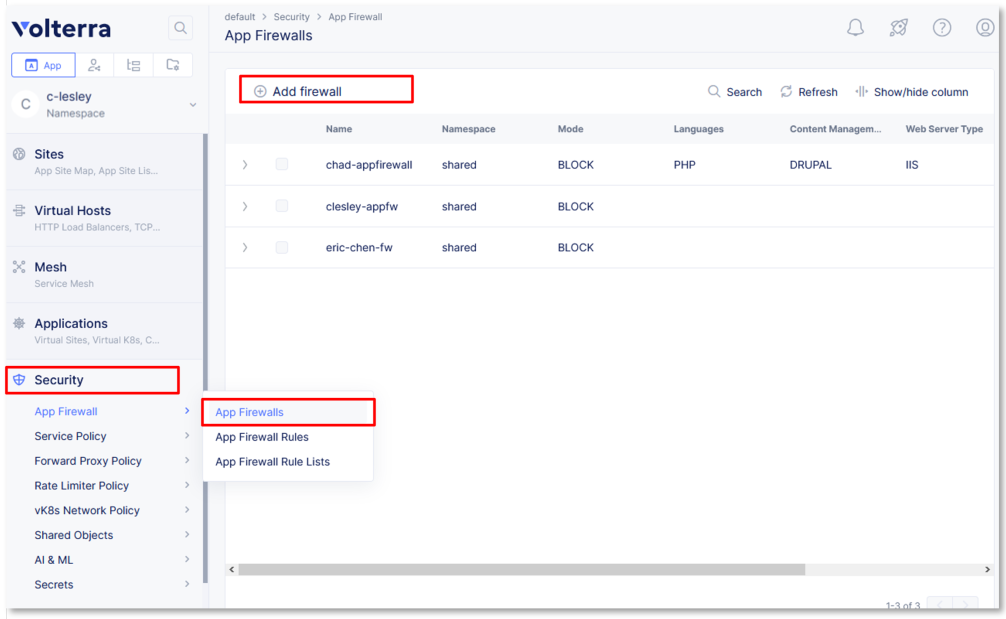 Volterra
default > Security > App Firewall
App Firewalls
App
C
c-lesley
Namespace
Sites
App Site Map, App Site Lis...
Virtual Hosts
HTTP Load Balancers, TCP...
Mesh
Service Mesh
Applications
Virtual Sites, Virtual K8s, C...
Security
App Firewall
Service Policy
Forward Proxy Policy
Rate Limiter Policy
vK8s Network Policy
Shared Objects
AI & ML
Secrets
App Firewalls
App Firewall Rules
App Firewall Rule Lists
Add firewall
Search Refresh Show/hide column
Name Namespace Mode Languages Content Managem... Web Server Type
chad-appfirewall shared BLOCK PHP DRUPAL IIS
clesley-appfw shared BLOCK
eric-chen-fw shared BLOCK
1-3 of 3